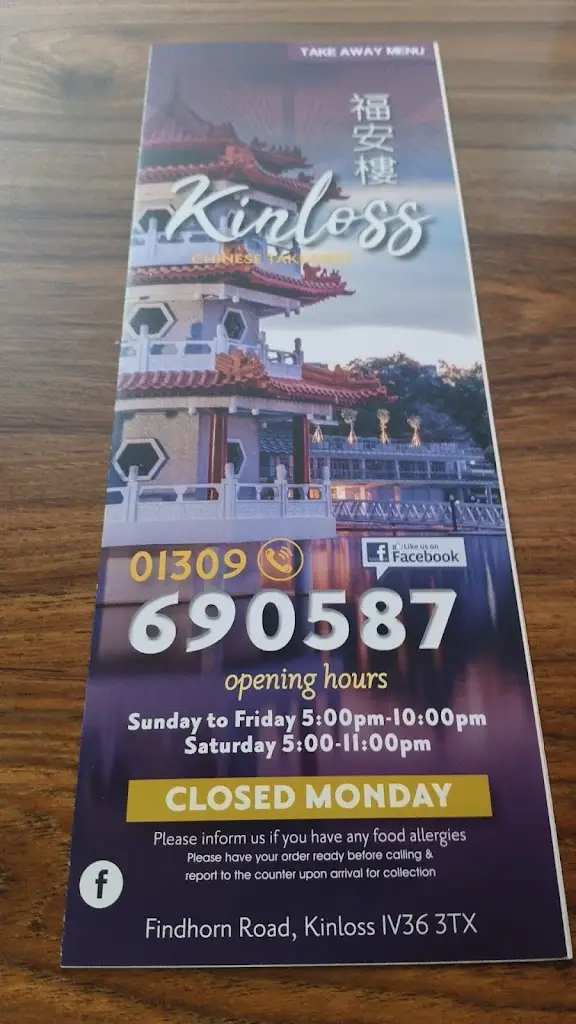 TAKE AWAY MENU
福
安
樓
Kinloss
CHINESE TAKEAWAY
01309
Like us on
f Facebook
690587
opening hours
Sunday to Friday 5:00pm-10:00pm
Saturday 5:00-11:00pm
CLOSED MONDAY
Please inform us if you have any food allergies
Please have your order ready before calling &
report to the counter upon arrival for collection
f
Findhorn Road, Kinloss IV36 3TX